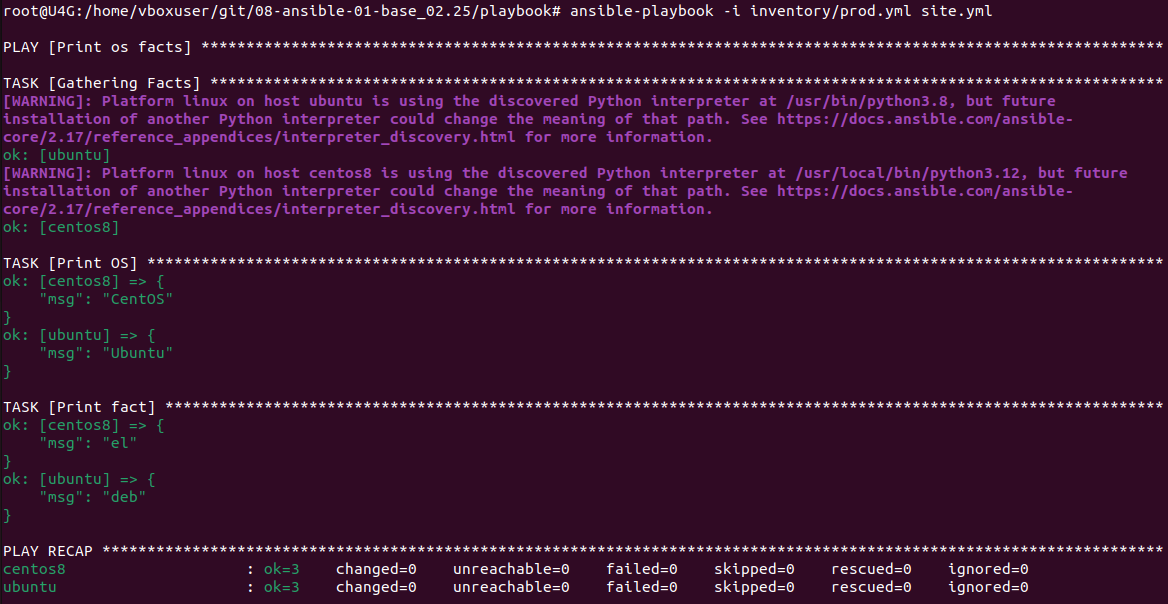 root@U4G:/home/vboxuser/git/08-ansible-01-base_02.25/playbook# ansible-playbook -i inventory/prod.yml site.yml
PLAY [Print os facts] ***********************************************************************************************************
TASK [Gathering Facts] **********************************************************************************************************
[WARNING]: Platform linux on host ubuntu is using the discovered Python interpreter at /usr/bin/python3.8, but future
installation of another Python interpreter could change the meaning of that path. See https://docs.ansible.com/ansible-
core/2.17/reference_appendices/interpreter_discovery.html for more information.
ok: [ubuntu]
[WARNING]: Platform linux on host centos8 is using the discovered Python interpreter at /usr/local/bin/python3.12, but future
installation of another Python interpreter could change the meaning of that path. See https://docs.ansible.com/ansible-
core/2.17/reference_appendices/interpreter_discovery.html for more information.
ok: [centos8]
TASK [Print OS] *****************************************************************************************************************
ok: [centos8] => {
    "msg": "CentOS"
}
ok: [ubuntu] => {
    "msg": "Ubuntu"
}
TASK [Print fact] ***************************************************************************************************************
ok: [centos8] => {
    "msg": "el"
}
ok: [ubuntu] => {
    "msg": "deb"
}
PLAY RECAP **********************************************************************************************************************
centos8                    : ok=3    changed=0    unreachable=0    failed=0    skipped=0    rescued=0    ignored=0
ubuntu                     : ok=3    changed=0    unreachable=0    failed=0    skipped=0    rescued=0    ignored=0